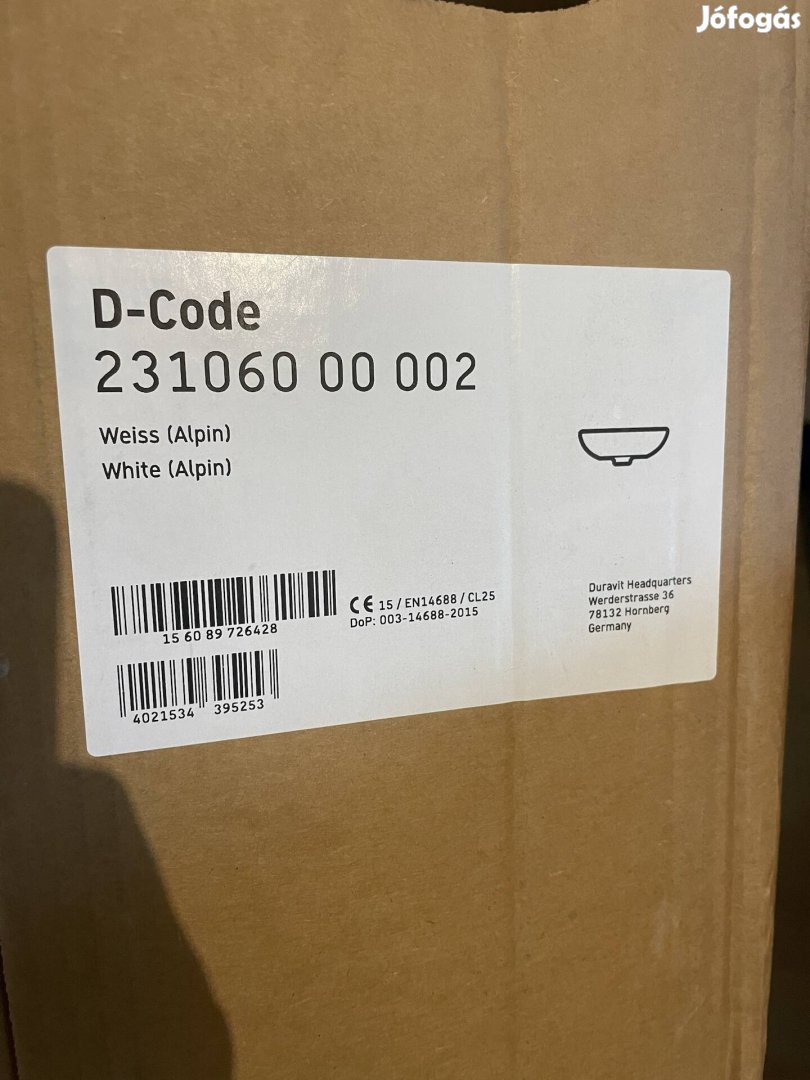 Jófogás
D-Code
231060 00 002
Weiss (Alpin)
White (Alpin)
15 60 89 726428
CE 15 / EN14688 / CL25
DoP: 003-14688-2015
Duravit Headquarters
Werderstrasse 36
78132 Hornberg
Germany
4021534 395253